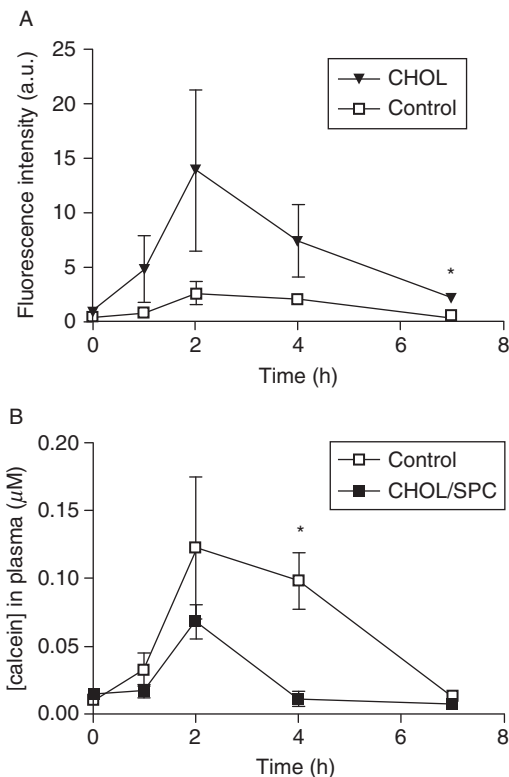 A
Fluorescence intensity (a.u.)
25
20
15
10
5
0
CHOL
Control
*
0 2 4 6 8
Time (h)
B
[calcein] in plasma (μM)
0.20
0.15
0.10
0.05
0.00
Control
CHOL/SPC
*
0 2 4 6 8
Time (h)